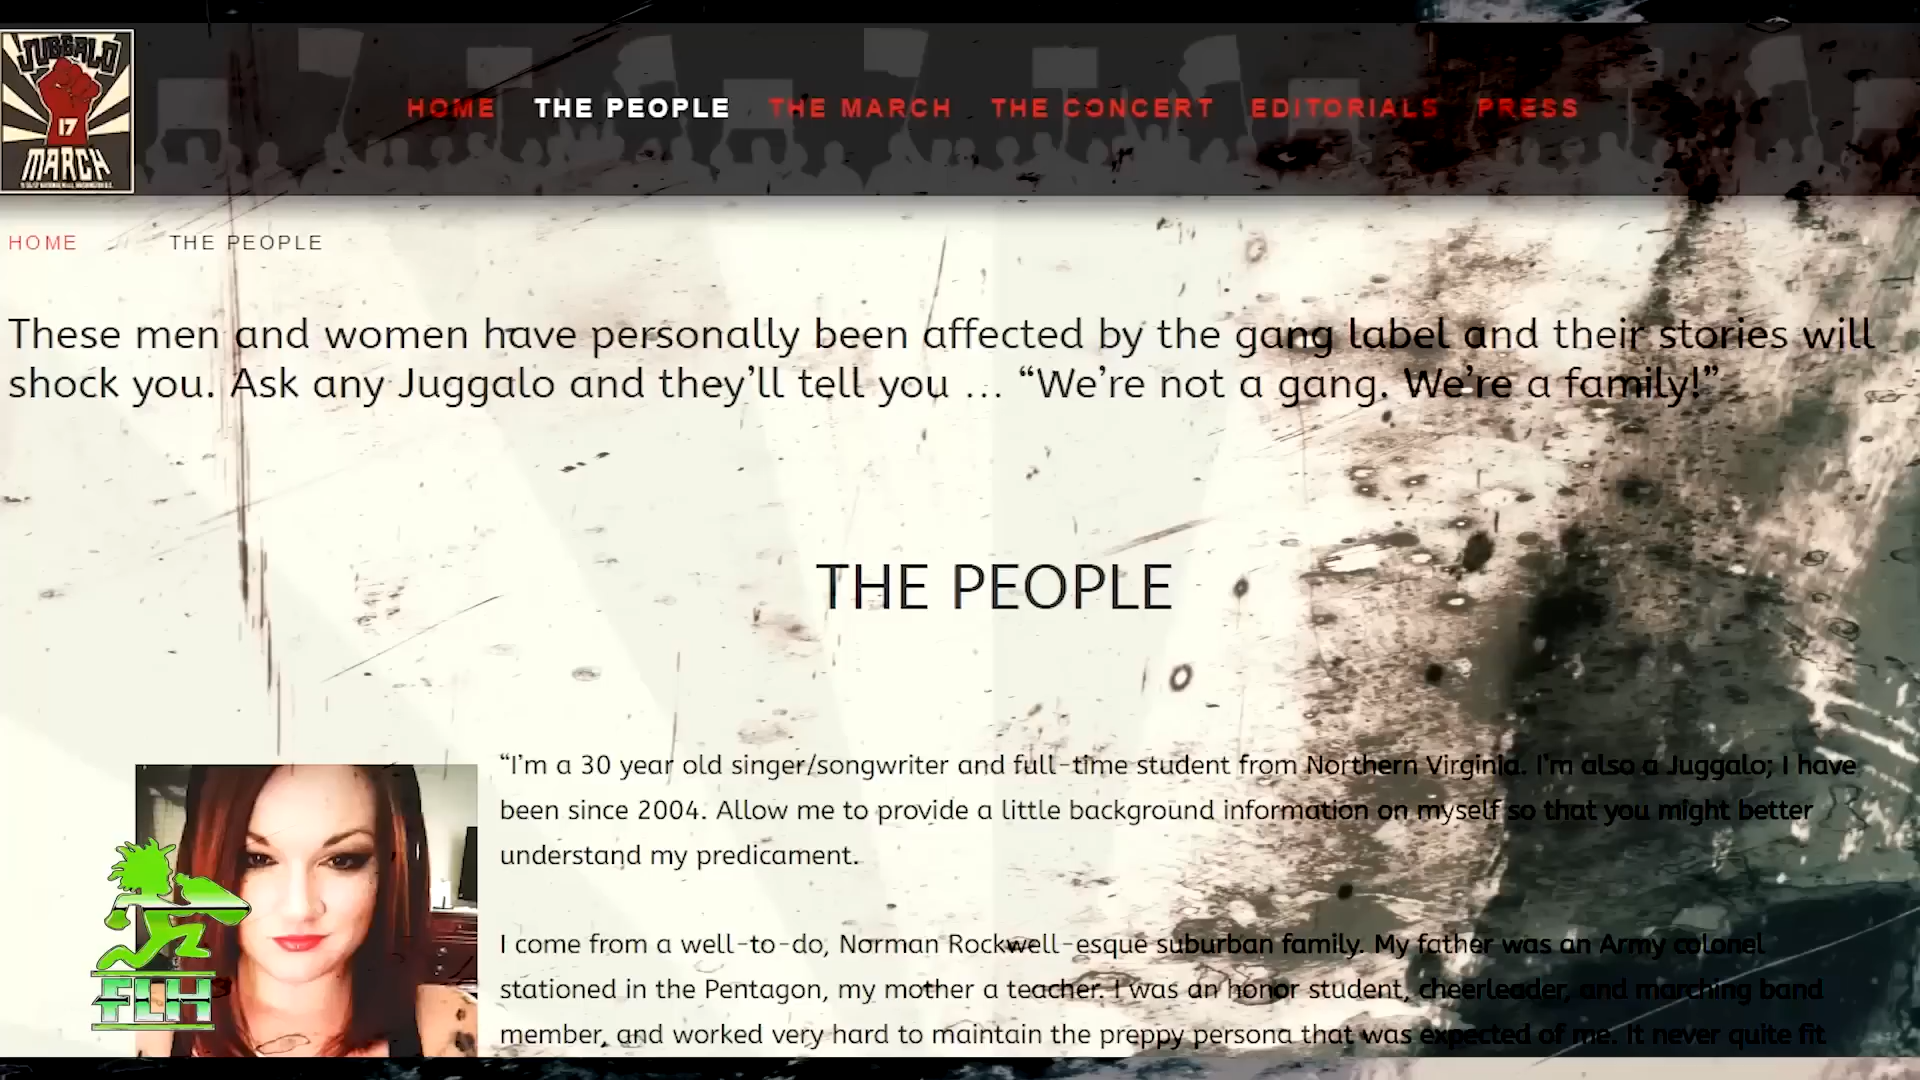 JUGGALO
17
MARCH
HOME THE PEOPLE THE MARCH THE CONCERT EDITORIALS PRESS
HOME THE PEOPLE
These men and women have personally been affected by the gang label and their stories will
shock you. Ask any Juggalo and they’ll tell you ... “We’re not a gang. We’re a family!”
THE PEOPLE
“I’m a 30 year old singer/songwriter and full-time student from Northern Virginia. I’m also a Juggalo; I have
been since 2004. Allow me to provide a little background information on myself so that you might better
understand my predicament.
I come from a well-to-do, Norman Rockwell-esque suburban family. My father was an Army colonel
stationed in the Pentagon, my mother a teacher. I was an honor student, cheerleader, and marching band
member, and worked very hard to maintain the preppy persona that was expected of me. It never quite fit
FLH